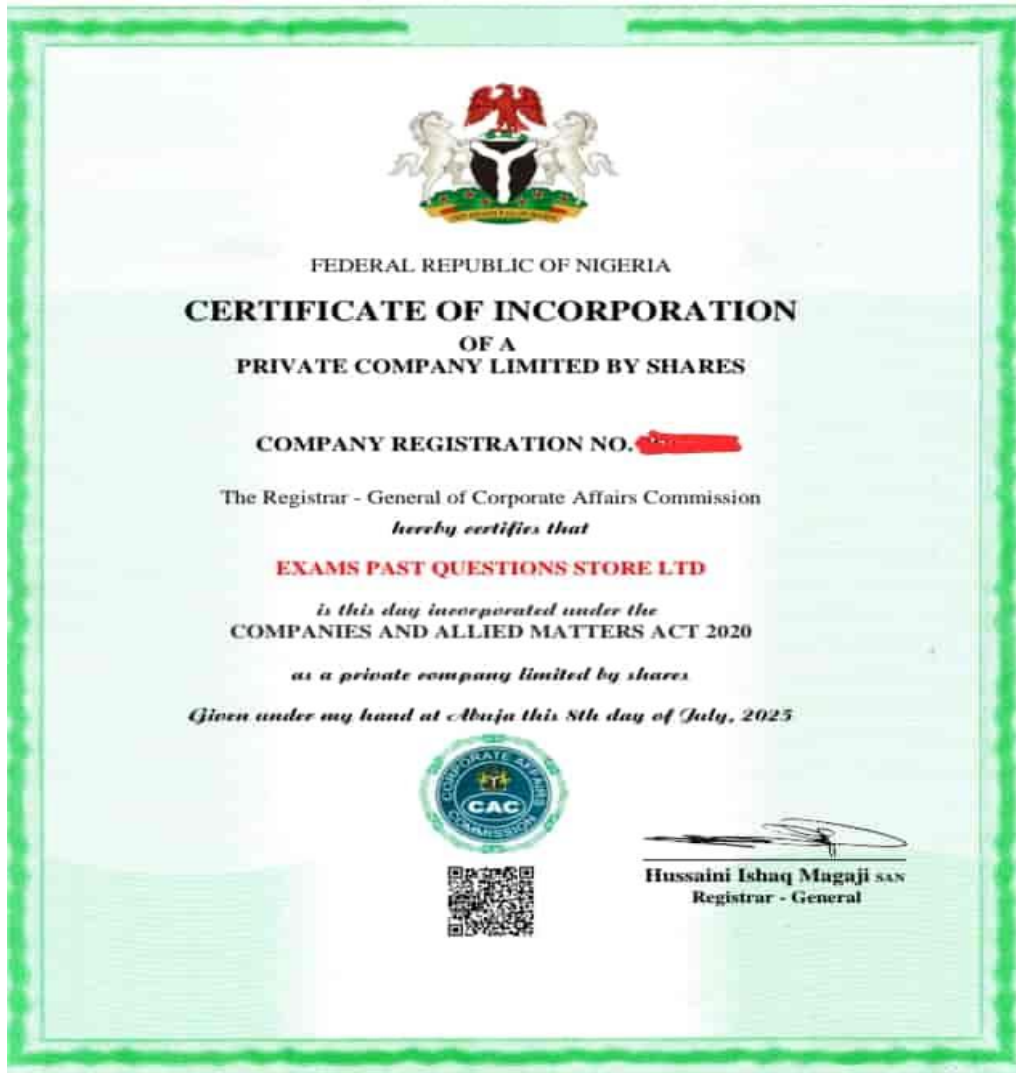 FEDERAL REPUBLIC OF NIGERIA
CERTIFICATE OF INCORPORATION
OF A
PRIVATE COMPANY LIMITED BY SHARES
COMPANY REGISTRATION NO.
The Registrar - General of Corporate Affairs Commission
hereby certifies that
EXAMS PAST QUESTIONS STORE LTD
is this day incorporated under the
COMPANIES AND ALLIED MATTERS ACT 2020
as a private company limited by shares
Given under my hand at Abuja this 8th day of July, 2025
CORPORATE AFFAIRS
CAC
COMMISSION
Hussaini Ishaq Magaji SAN
Registrar - General